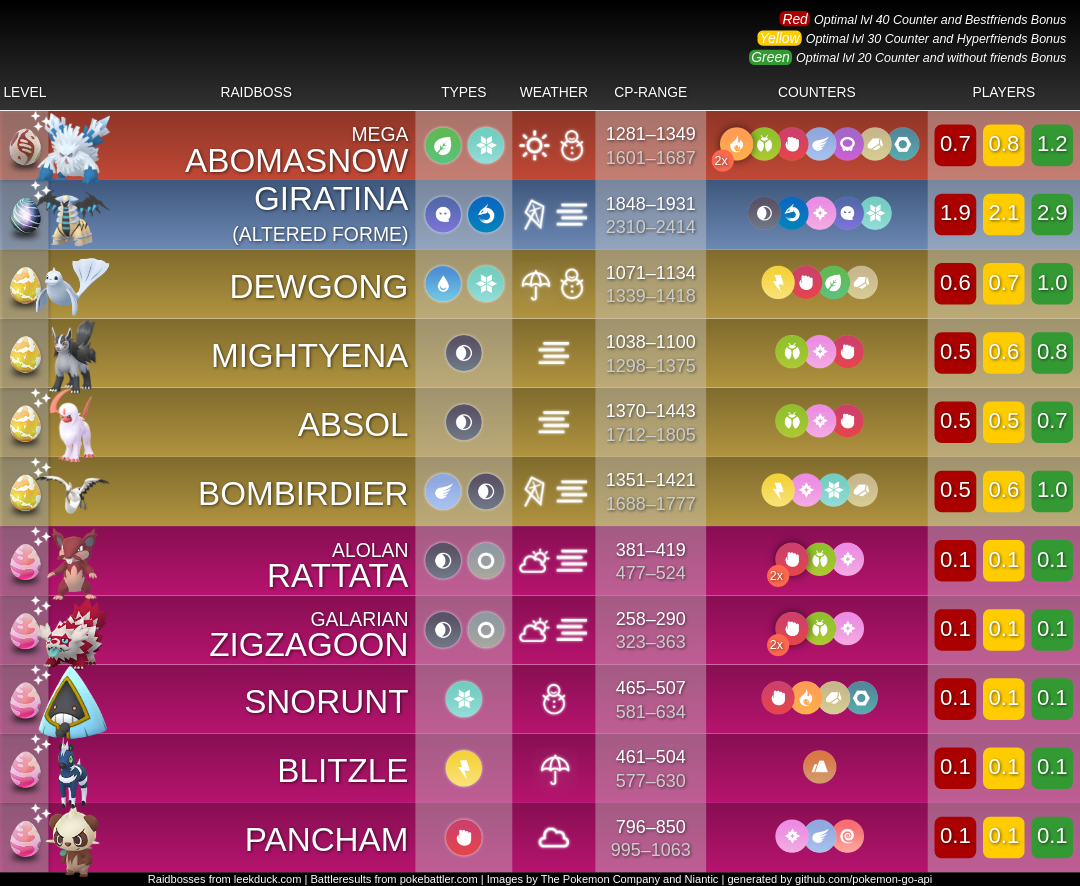 Red Optimal lvl 40 Counter and Bestfriends Bonus
Yellow Optimal lvl 30 Counter and Hyperfriends Bonus
Green Optimal lvl 20 Counter and without friends Bonus
LEVEL RAIDBOSS TYPES WEATHER CP-RANGE COUNTERS PLAYERS
MEGA
ABOMASNOW
1281–1349
1601–1687
2x
0.7 0.8 1.2
GIRATINA
(ALTERED FORME)
1848–1931
2310–2414
1.9 2.1 2.9
DEWGONG
1071–1134
1339–1418
0.6 0.7 1.0
MIGHTYENA
1038–1100
1298–1375
0.5 0.6 0.8
ABSOL
1370–1443
1712–1805
0.5 0.5 0.7
BOMBIRDIER
1351–1421
1688–1777
0.5 0.6 1.0
ALOLAN
RATTATA
381–419
477–524
2x
0.1 0.1 0.1
GALARIAN
ZIGZAGOON
258–290
323–363
2x
0.1 0.1 0.1
SNORUNT
465–507
581–634
0.1 0.1 0.1
BLITZLE
461–504
577–630
0.1 0.1 0.1
PANCHAM
796–850
995–1063
0.1 0.1 0.1
Raidbosses from leekduck.com | Battleresults from pokebattler.com | Images by The Pokemon Company and Niantic | generated by github.com/pokemon-go-api